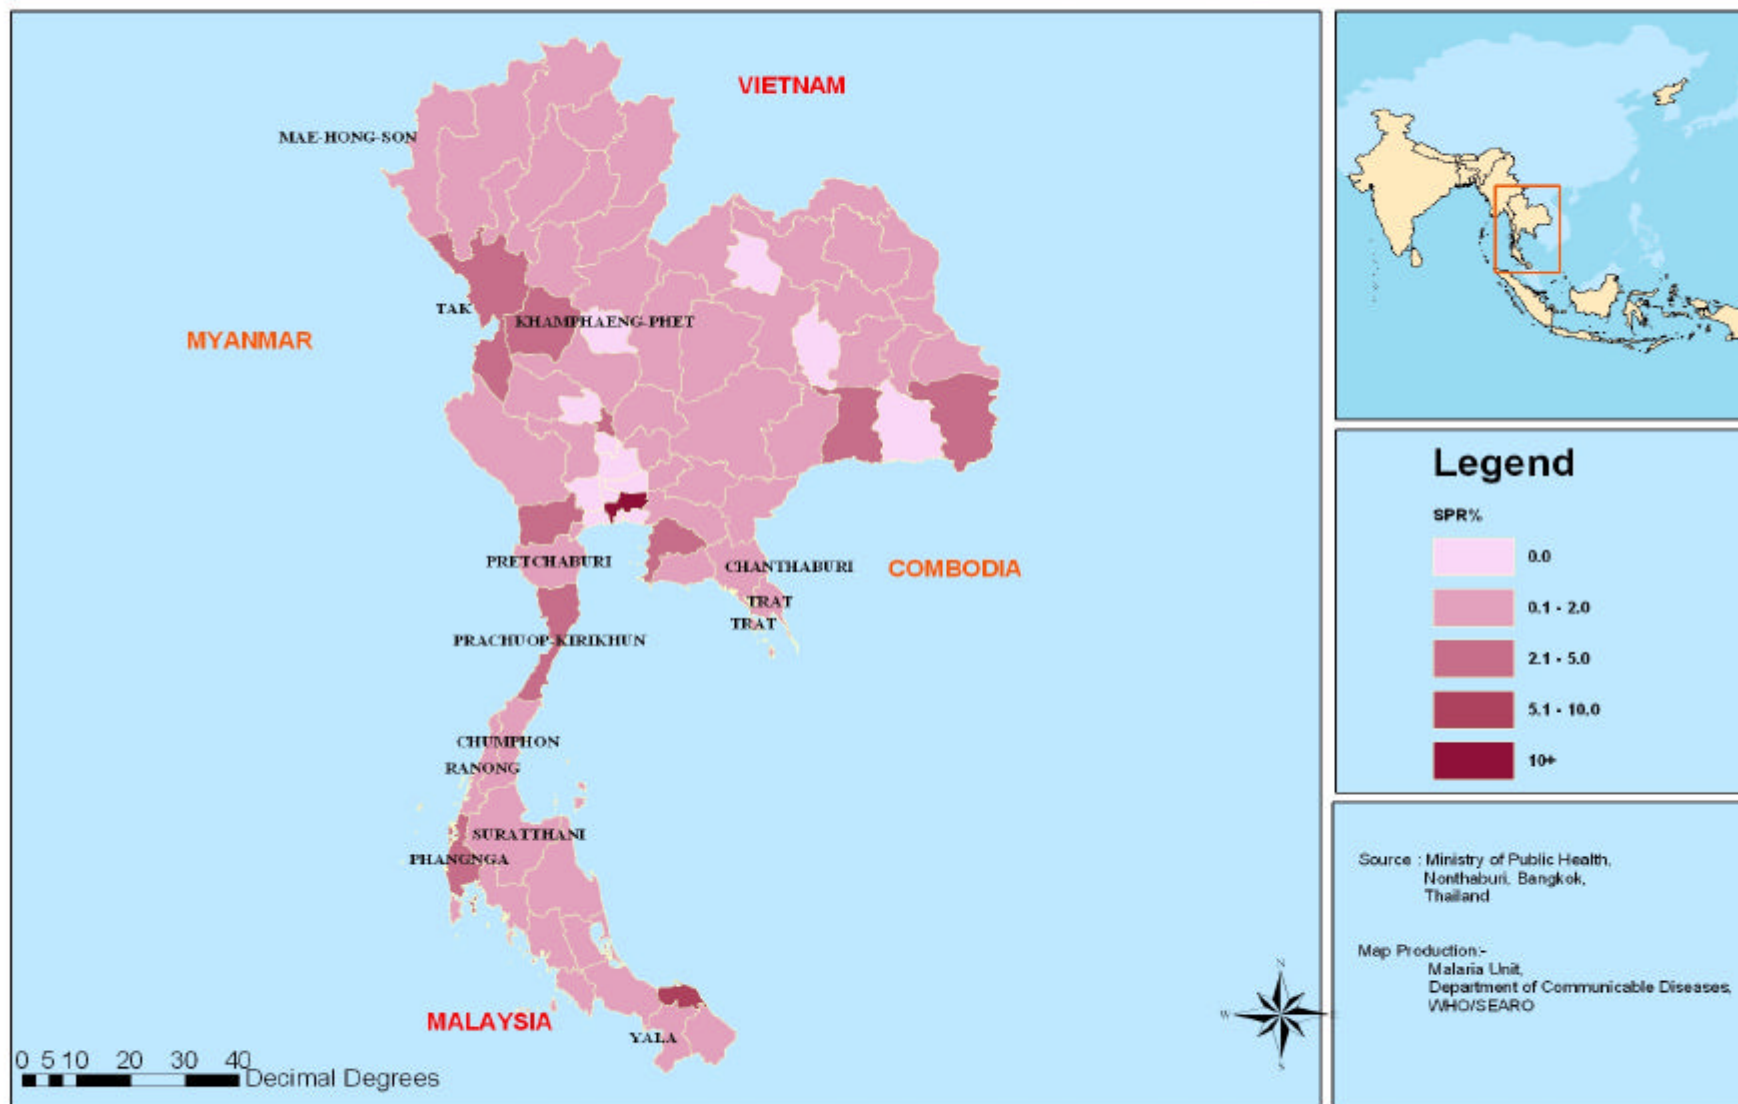 VIETNAM
MAE-HONG-SON
TAK
KHAMPHAENG-PHET
MYANMAR
PRETCHABURI
CHANTHABURI
COMBODIA
TRAT
TRAT
PRACHUOP-KIRIKHUN
CHUMPHON
RANONG
SURATTHANI
PHANGNGA
MALAYSIA
YALA
N
W
E
S
0 5 10 20 30 40
Decimal Degrees
Legend
SPR%
0.0
0.1 - 2.0
2.1 - 5.0
5.1 - 10.0
10+
Source : Ministry of Public Health,
Nonthaburi, Bangkok,
Thailand
Map Production:-
Malaria Unit,
Department of Communicable Diseases,
WHO/SEARO